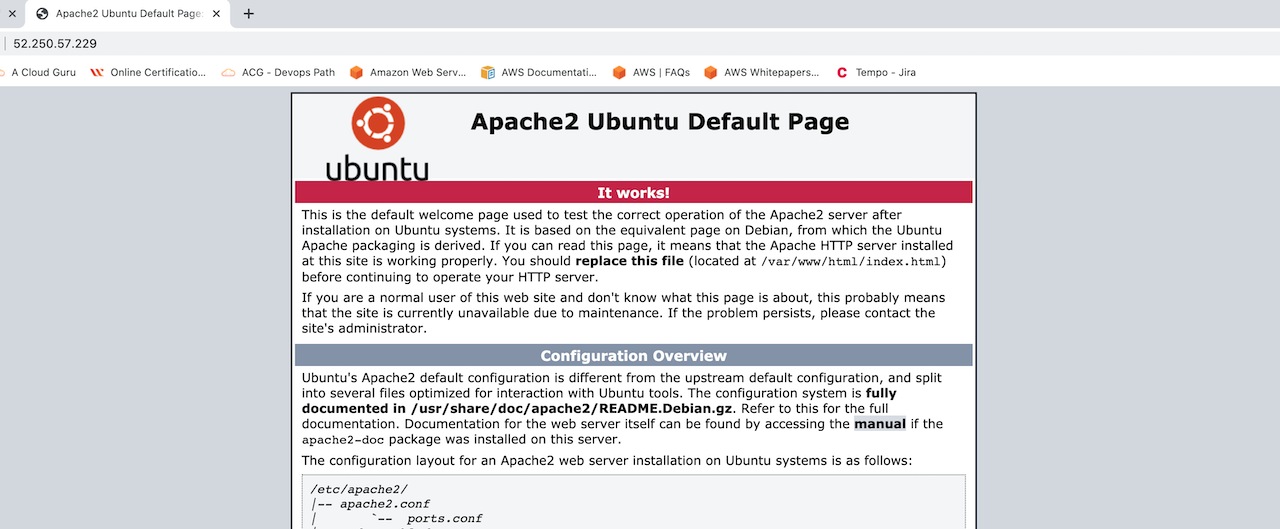 Apache2 Ubuntu Default Page:
52.250.57.229
A Cloud Guru Online Certificatio... ACG - Devops Path Amazon Web Serv... AWS Documentati... AWS | FAQs AWS Whitepapers... Tempo - Jira
ubuntu
Apache2 Ubuntu Default Page
It works!
This is the default welcome page used to test the correct operation of the Apache2 server after
installation on Ubuntu systems. It is based on the equivalent page on Debian, from which the Ubuntu
Apache packaging is derived. If you can read this page, it means that the Apache HTTP server installed
at this site is working properly. You should replace this file (located at /var/www/html/index.html)
before continuing to operate your HTTP server.
If you are a normal user of this web site and don't know what this page is about, this probably means
that the site is currently unavailable due to maintenance. If the problem persists, please contact the
site's administrator.
Configuration Overview
Ubuntu's Apache2 default configuration is different from the upstream default configuration, and split
into several files optimized for interaction with Ubuntu tools. The configuration system is fully
documented in /usr/share/doc/apache2/README.Debian.gz. Refer to this for the full
documentation. Documentation for the web server itself can be found by accessing the manual if the
apache2-doc package was installed on this server.
The configuration layout for an Apache2 web server installation on Ubuntu systems is as follows:
/etc/apache2/
|-- apache2.conf
|       `--  ports.conf